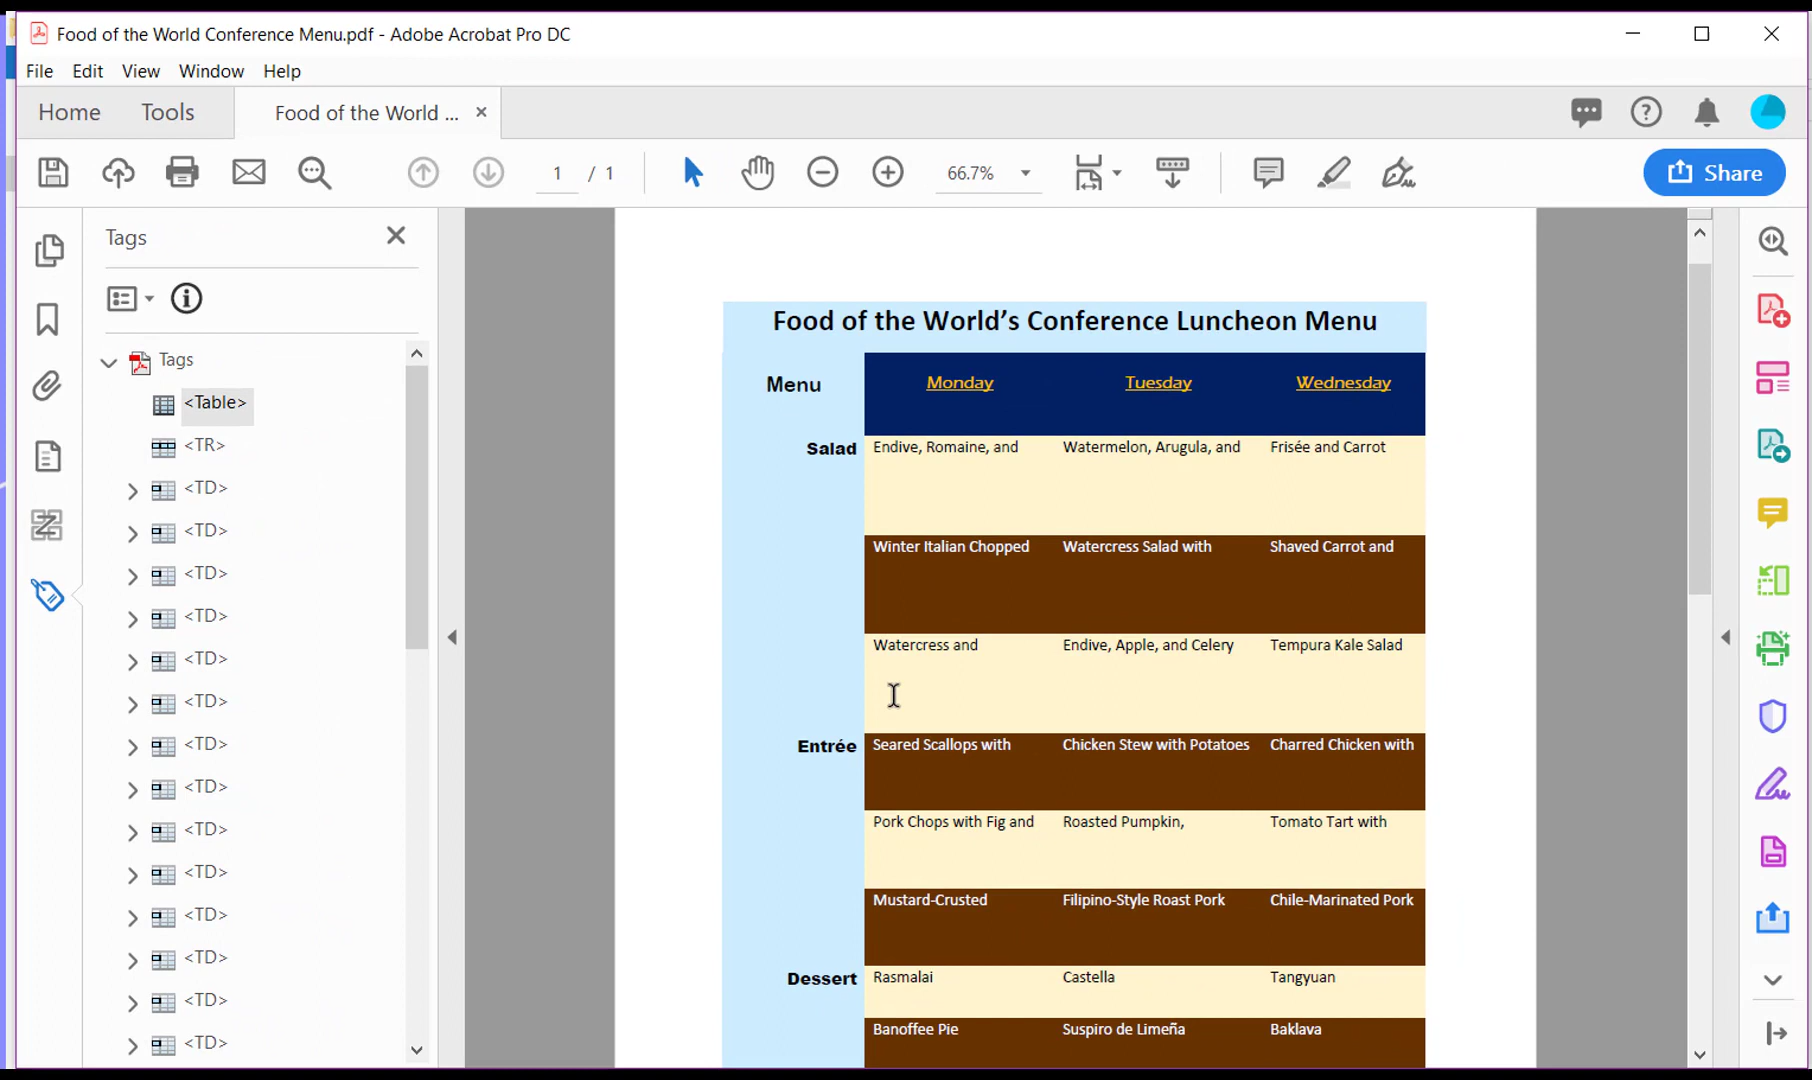 Food of the World Conference Menu.pdf - Adobe Acrobat Pro DC
File Edit View Window Help
Home Tools Food of the World ...
1 / 1 66.7% Share
Tags
Tags
<Table>
<TR>
<TD>
<TD>
<TD>
<TD>
<TD>
<TD>
<TD>
<TD>
<TD>
<TD>
<TD>
<TD>
<TD>
<TD>
Food of the World’s Conference Luncheon Menu
Menu Monday Tuesday Wednesday
Salad Endive, Romaine, and Watermelon, Arugula, and Frisée and Carrot
Winter Italian Chopped Watercress Salad with Shaved Carrot and
Watercress and Endive, Apple, and Celery Tempura Kale Salad
Entrée Seared Scallops with Chicken Stew with Potatoes Charred Chicken with
Pork Chops with Fig and Roasted Pumpkin, Tomato Tart with
Mustard-Crusted Filipino-Style Roast Pork Chile-Marinated Pork
Dessert Rasmalai Castella Tangyuan
Banoffee Pie Suspiro de Limeña Baklava